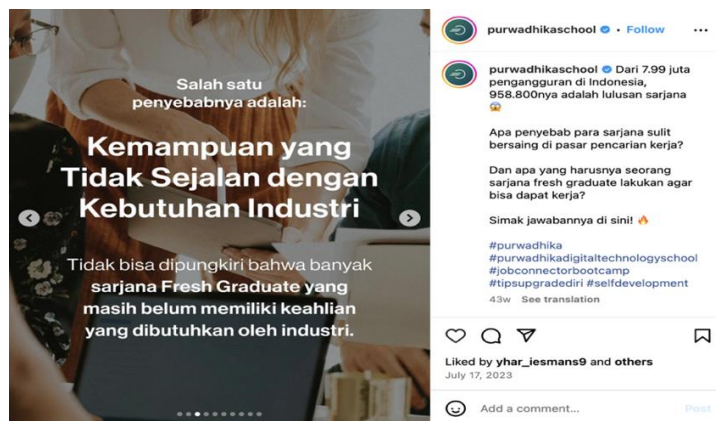 Salah satu
penyebabnya adalah:
Kemampuan yang
Tidak Sejalan dengan
Kebutuhan Industri
Tidak bisa dipungkiri bahwa banyak
sarjana Fresh Graduate yang
masih belum memiliki keahlian
yang dibutuhkan oleh industri.
purwadhikaschool • Follow
purwadhikaschool Dari 7.99 juta
pengangguran di Indonesia,
958.800nya adalah lulusan sarjana
😱
Apa penyebab para sarjana sulit
bersaing di pasar pencarian kerja?
Dan apa yang harusnya seorang
sarjana fresh graduate lakukan agar
bisa dapat kerja?
Simak jawabannya di sini! 🔥
#purwadhika
#purwadhikadigitaltechnologyschool
#jobconnectorbootcamp
#tipsupgradediri #selfdevelopment
43w See translation
Liked by yhar_iesmans9 and others
July 17, 2023
Add a comment...
Post